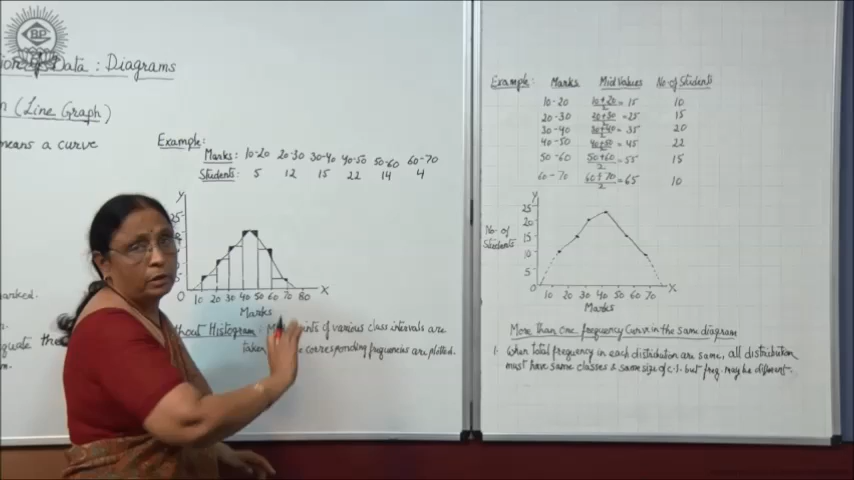 Data : Diagrams
(Line Graph)
means a curve
Example:
Marks: 10-20 20-30 30-40 40-50 50-60 60-70
Students: 5 12 15 22 14 4
Y
25
0 10 20 30 40 50 60 70 80 X
Marks
without Histogram: of various class intervals are
taken corresponding frequencies are plotted.
marked.
Example: Marks Mid Values No of Students
10-20 10+20/2 = 15 10
20-30 20+30/2 = 25 15
30-40 30+40/2 = 35 20
40-50 40+50/2 = 45 22
50-60 50+60/2 = 55 15
60-70 60+70/2 = 65 10
Y
25
20
15
10
5
No- of
Students
0 10 20 30 40 50 60 70 X
Marks
More than one frequency Curve in the same diagram
1. When total frequency in each distribution are same, all distribution
must have same classes & same size of c.I. but freq. may be different.